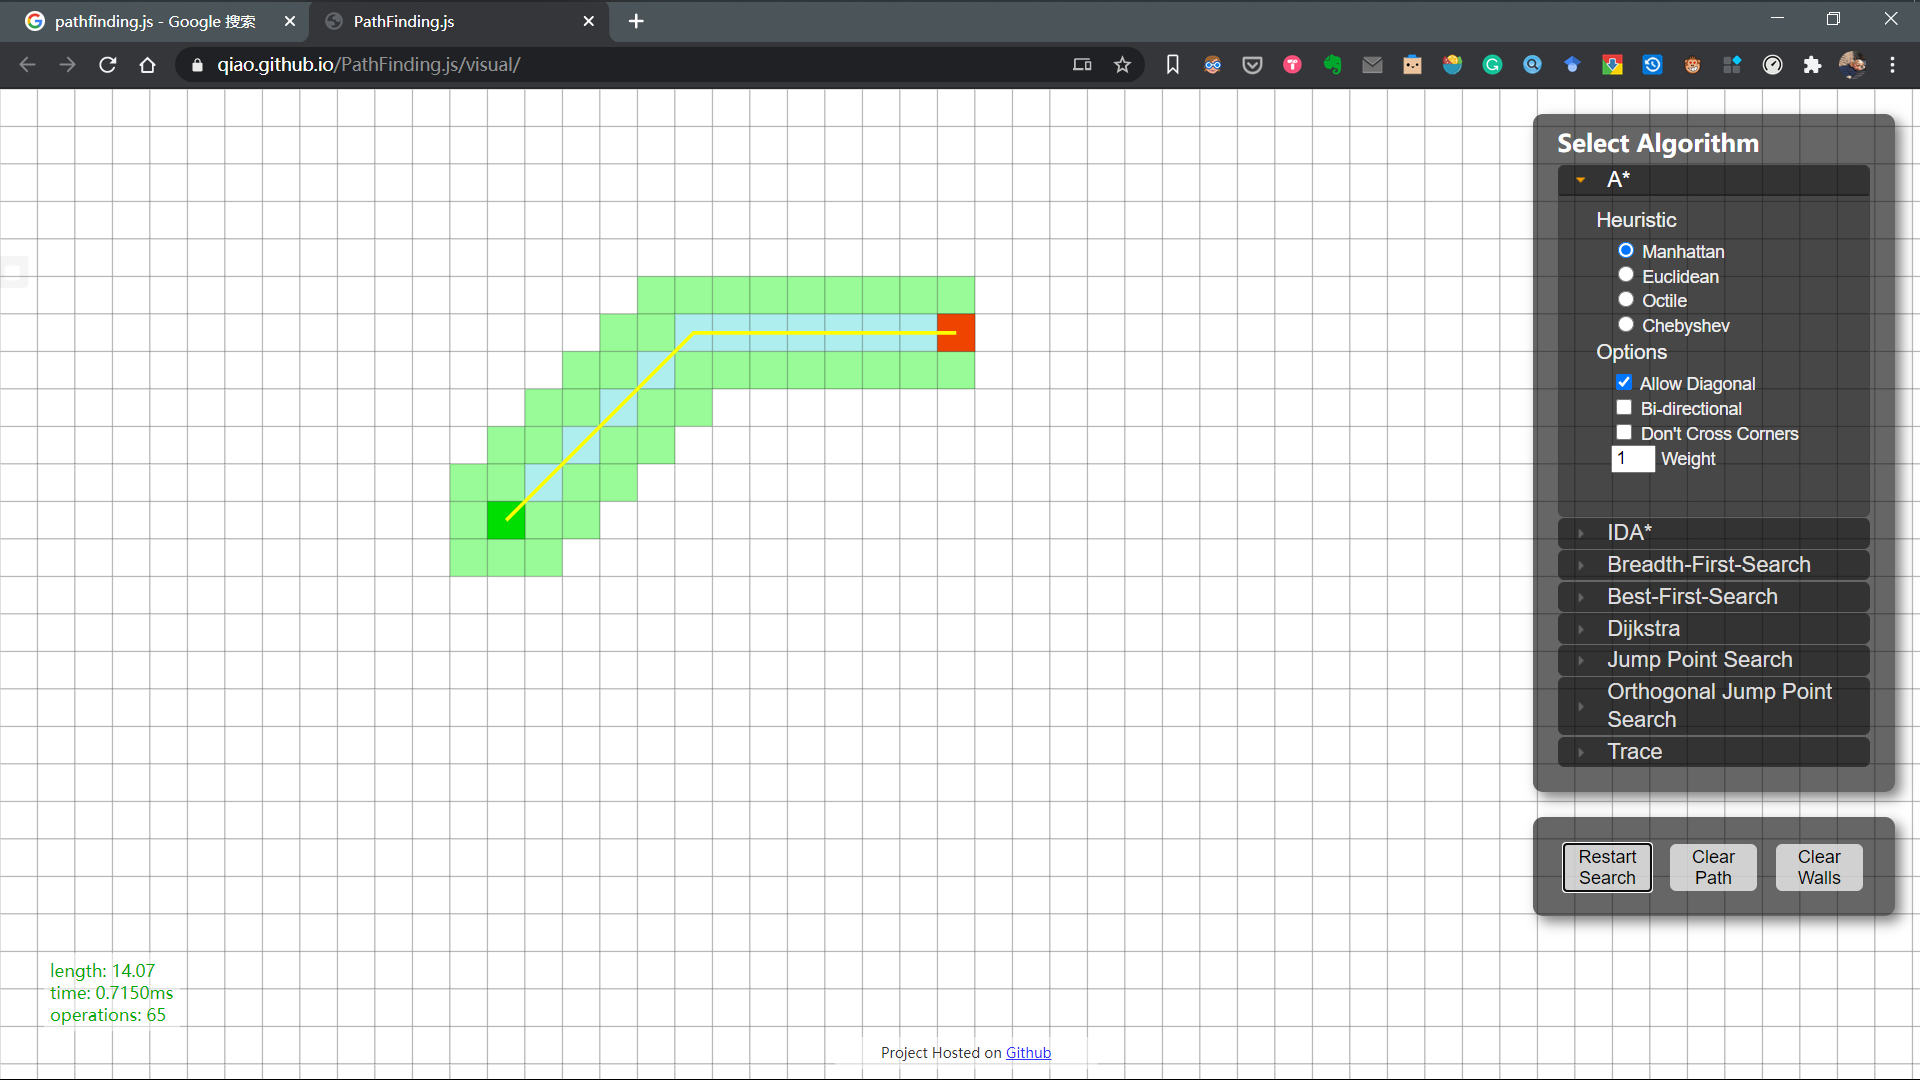 pathfinding.js - Google 搜索
PathFinding.js
qiao.github.io/PathFinding.js/visual/
Select Algorithm
A*
Heuristic
Manhattan
Euclidean
Octile
Chebyshev
Options
Allow Diagonal
Bi-directional
Don't Cross Corners
1 Weight
IDA*
Breadth-First-Search
Best-First-Search
Dijkstra
Jump Point Search
Orthogonal Jump Point
Search
Trace
Restart
Search
Clear
Path
Clear
Walls
length: 14.07
time: 0.7150ms
operations: 65
Project Hosted on Github